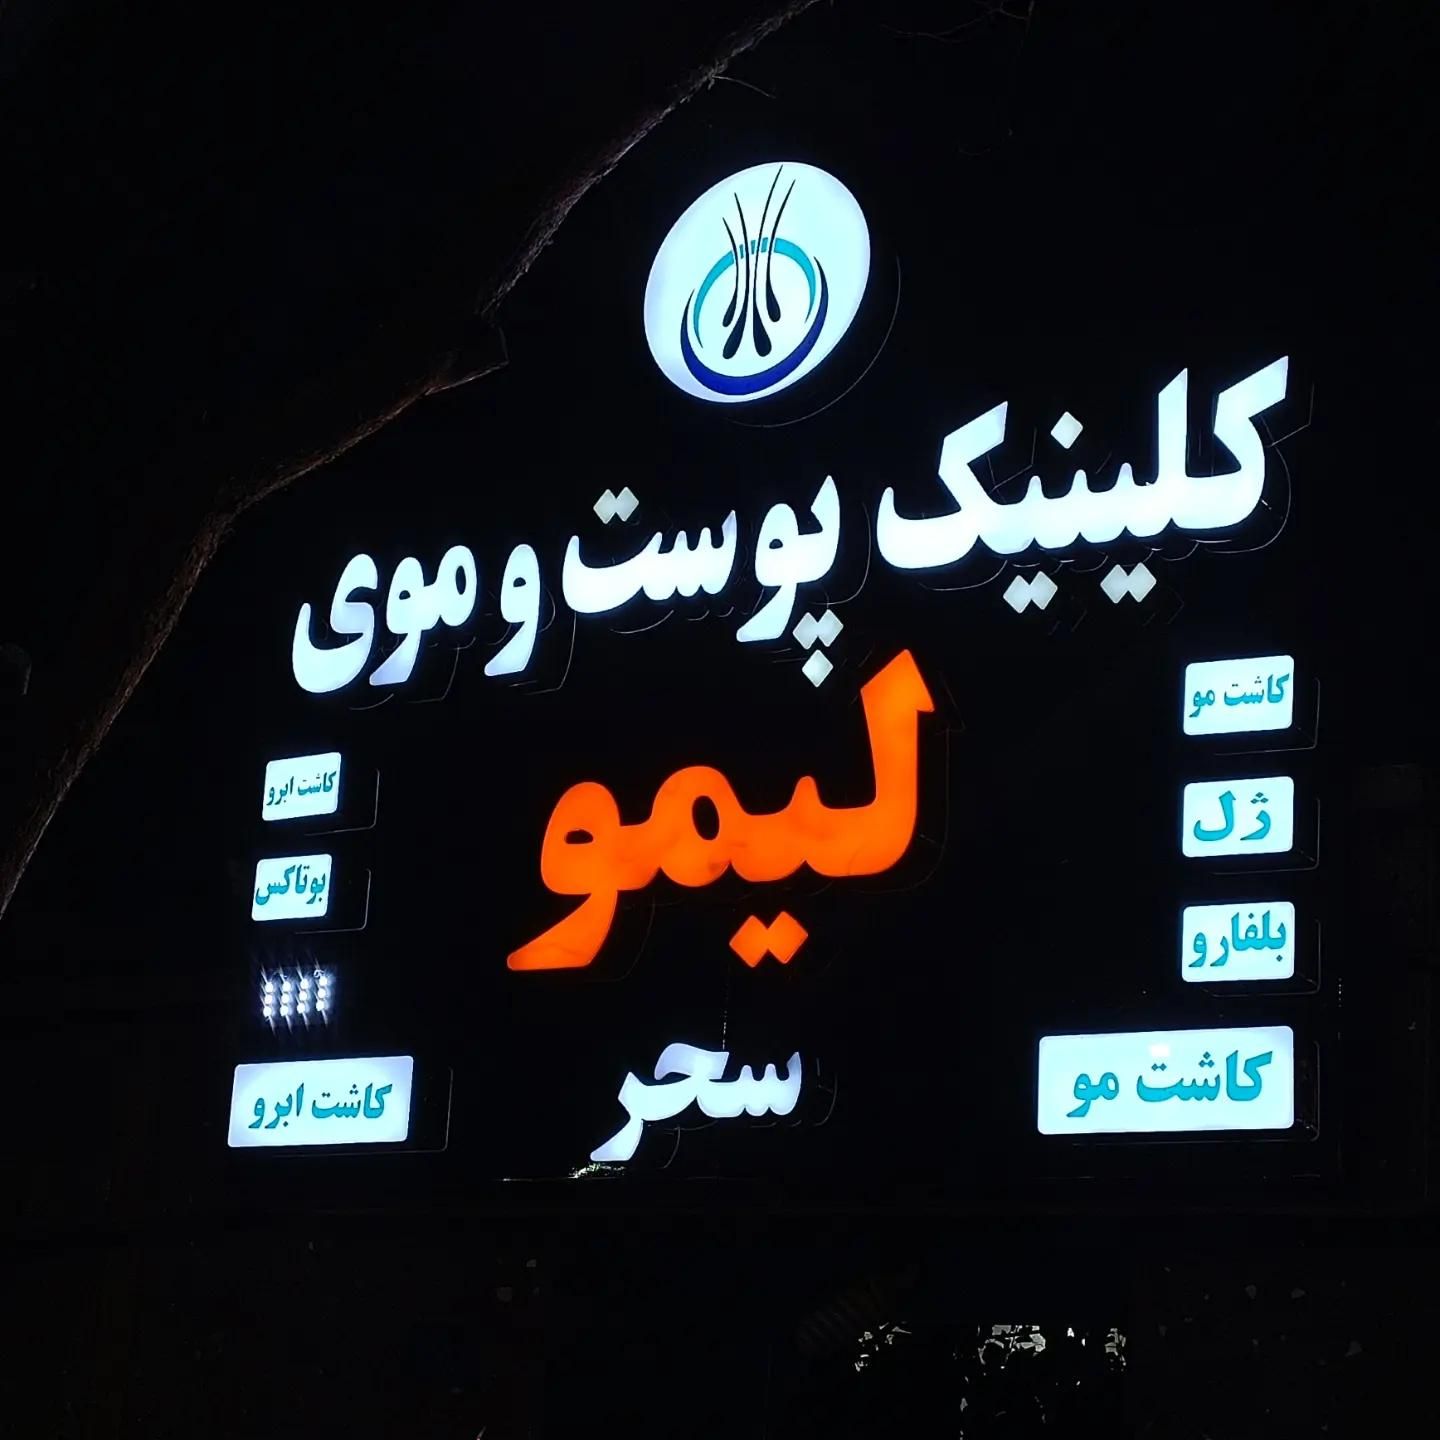 کلینیک پوست و موی
لیمو
سحر
کاشت مو
ژل
بلفارو
کاشت مو
کاشت ابرو
بوتاکس
کاشت ابرو